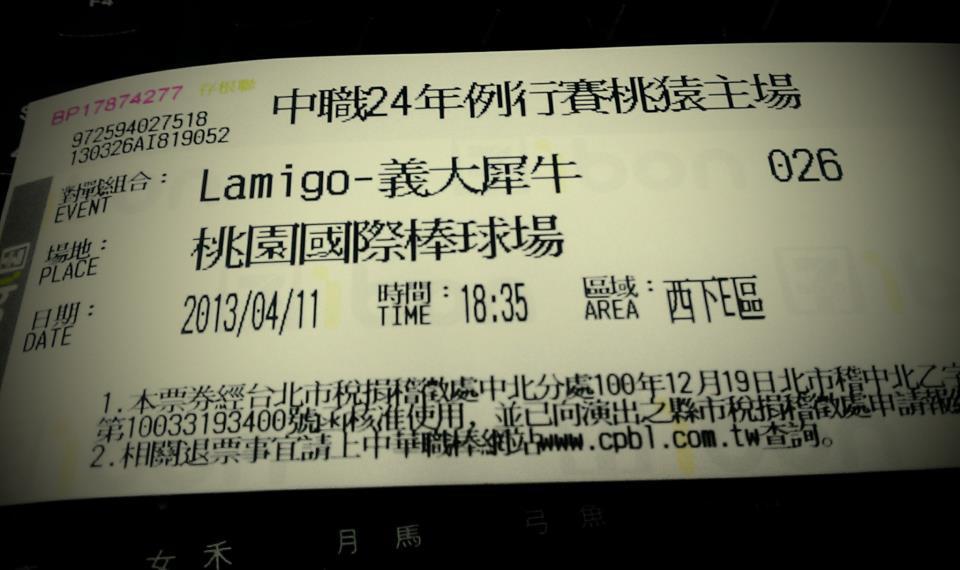 BP17874277 存根聯
中職24年例行賽桃猿主場
972594027518
130326AI819052
對戰組合：
EVENT
Lamigo-義大犀牛 026
場地：
PLACE
桃園國際棒球場
日期：
DATE
2013/04/11
時間：
TIME
18:35
區域：
AREA
西下E區
1.本票券經台北市稅捐稽徵處中北分處100年12月19日北市稽中北乙字
第10033193400號*k核准使用，並已向演出之縣市稅捐稽徵處申請報
2.相關退票事宜請上中華職棒網站www.cpbl.com.tw查詢。
F4
女 禾 月 馬 弓 魚